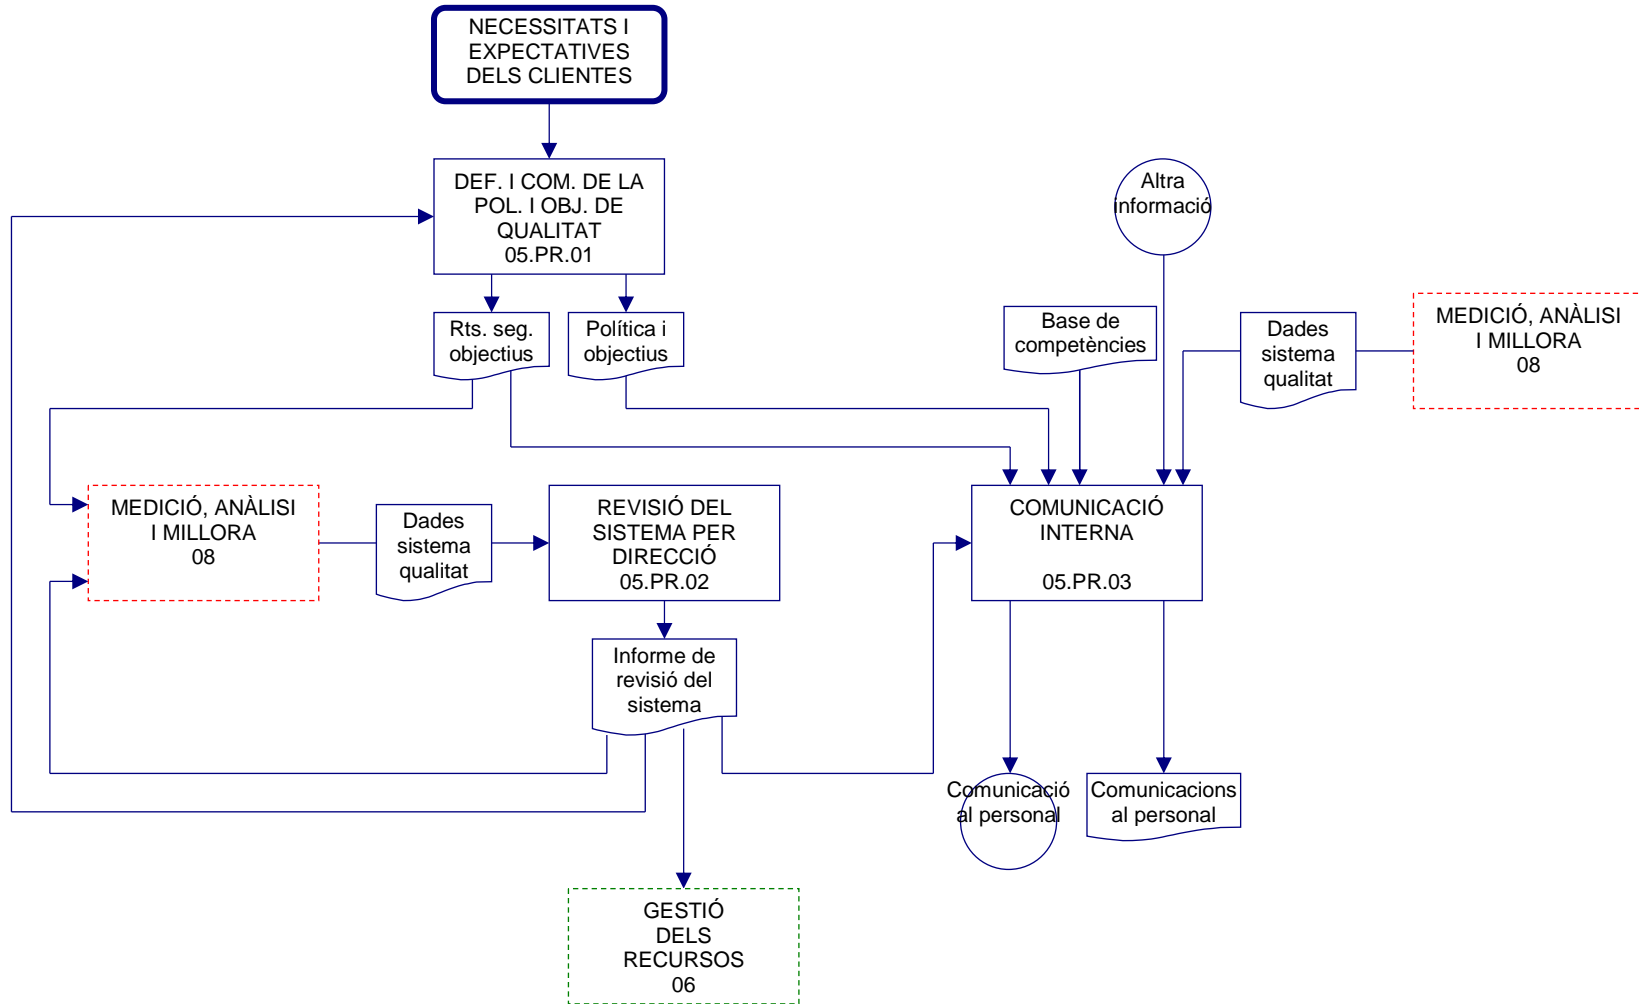 NECESSITATS I
EXPECTATIVES
DELS CLIENTES
DEF. I COM. DE LA
POL. I OBJ. DE
QUALITAT
05.PR.01
Altra
informació
Rts. seg.
objectius
Política i
objectius
Base de
competències
Dades
sistema
qualitat
MEDICIÓ, ANÀLISI
I MILLORA
08
MEDICIÓ, ANÀLISI
I MILLORA
08
Dades
sistema
qualitat
REVISIÓ DEL
SISTEMA PER
DIRECCIÓ
05.PR.02
COMUNICACIÓ
INTERNA
05.PR.03
Informe de
revisió del
sistema
Comunicació
al personal
Comunicacions
al personal
GESTIÓ
DELS
RECURSOS
06